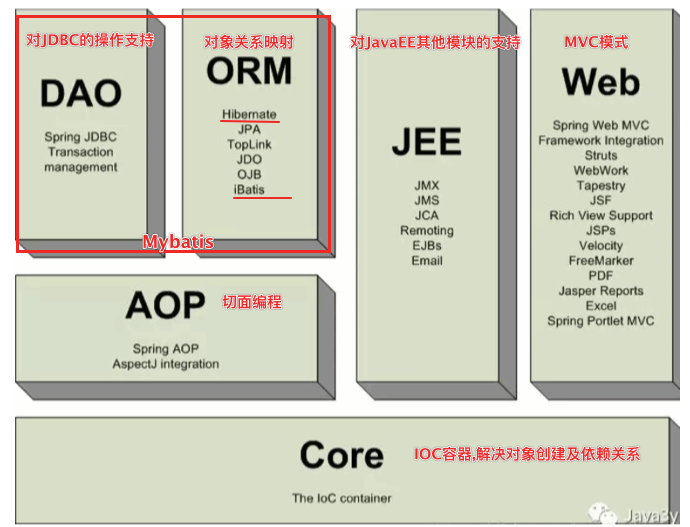 对JDBC的操作支持
DAO
Spring JDBC
Transaction
management
对象关系映射
ORM
Hibernate
JPA
TopLink
JDO
OJB
iBatis
Mybatis
对JavaEE其他模块的支持
JEE
JMX
JMS
JCA
Remoting
EJBs
Email
MVC模式
Web
Spring Web MVC
Framework Integration
Struts
WebWork
Tapestry
JSF
Rich View Support
JSPs
Velocity
FreeMarker
PDF
Jasper Reports
Excel
Spring Portlet MVC
AOP
切面编程
Spring AOP
AspectJ integration
Core
IOC容器,解决对象创建及依赖关系
The IoC container
Java3y